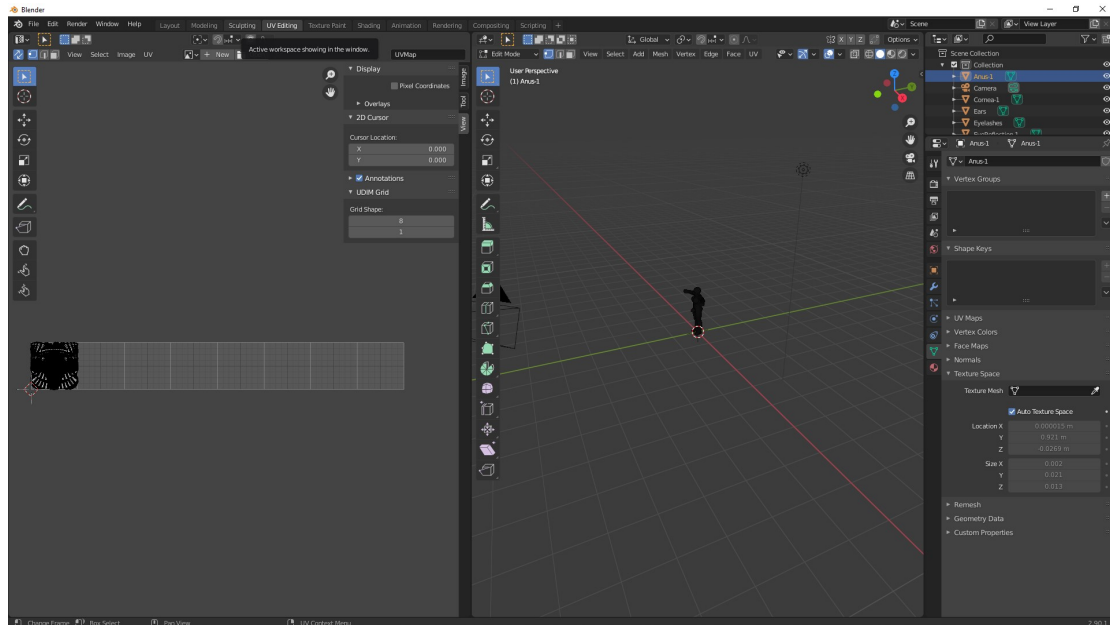 Blender
File Edit Render Window Help Layout Modeling Sculpting UV Editing Texture Paint Shading Animation Rendering Compositing Scripting + Scene View Layer
Global Options
View Select Image UV + New Active workspace showing in the window. UVMap
Edit Mode View Select Add Mesh Vertex Edge Face UV X Y Z
Scene Collection
Collection
Anus-1
Camera
Cornea-1
Ears
Eyelashes
EyeReflection-1
Display
Pixel Coordinates
Overlays
2D Cursor
Cursor Location:
X 0.000
Y 0.000
Annotations
UDIM Grid
Grid Shape:
8
1
Image
Tool
View
User Perspective
(1) Anus-1
Anus-1 Anus-1
Anus-1
Vertex Groups
Shape Keys
UV Maps
Vertex Colors
Face Maps
Normals
Texture Space
Texture Mesh
Auto Texture Space
Location X 0.000015 m
Y 0.921 m
Z -0.0269 m
Size X 0.002
Y 0.021
Z 0.013
Remesh
Geometry Data
Custom Properties
Change Frame Box Select Pan View UV Context Menu 2.90.1